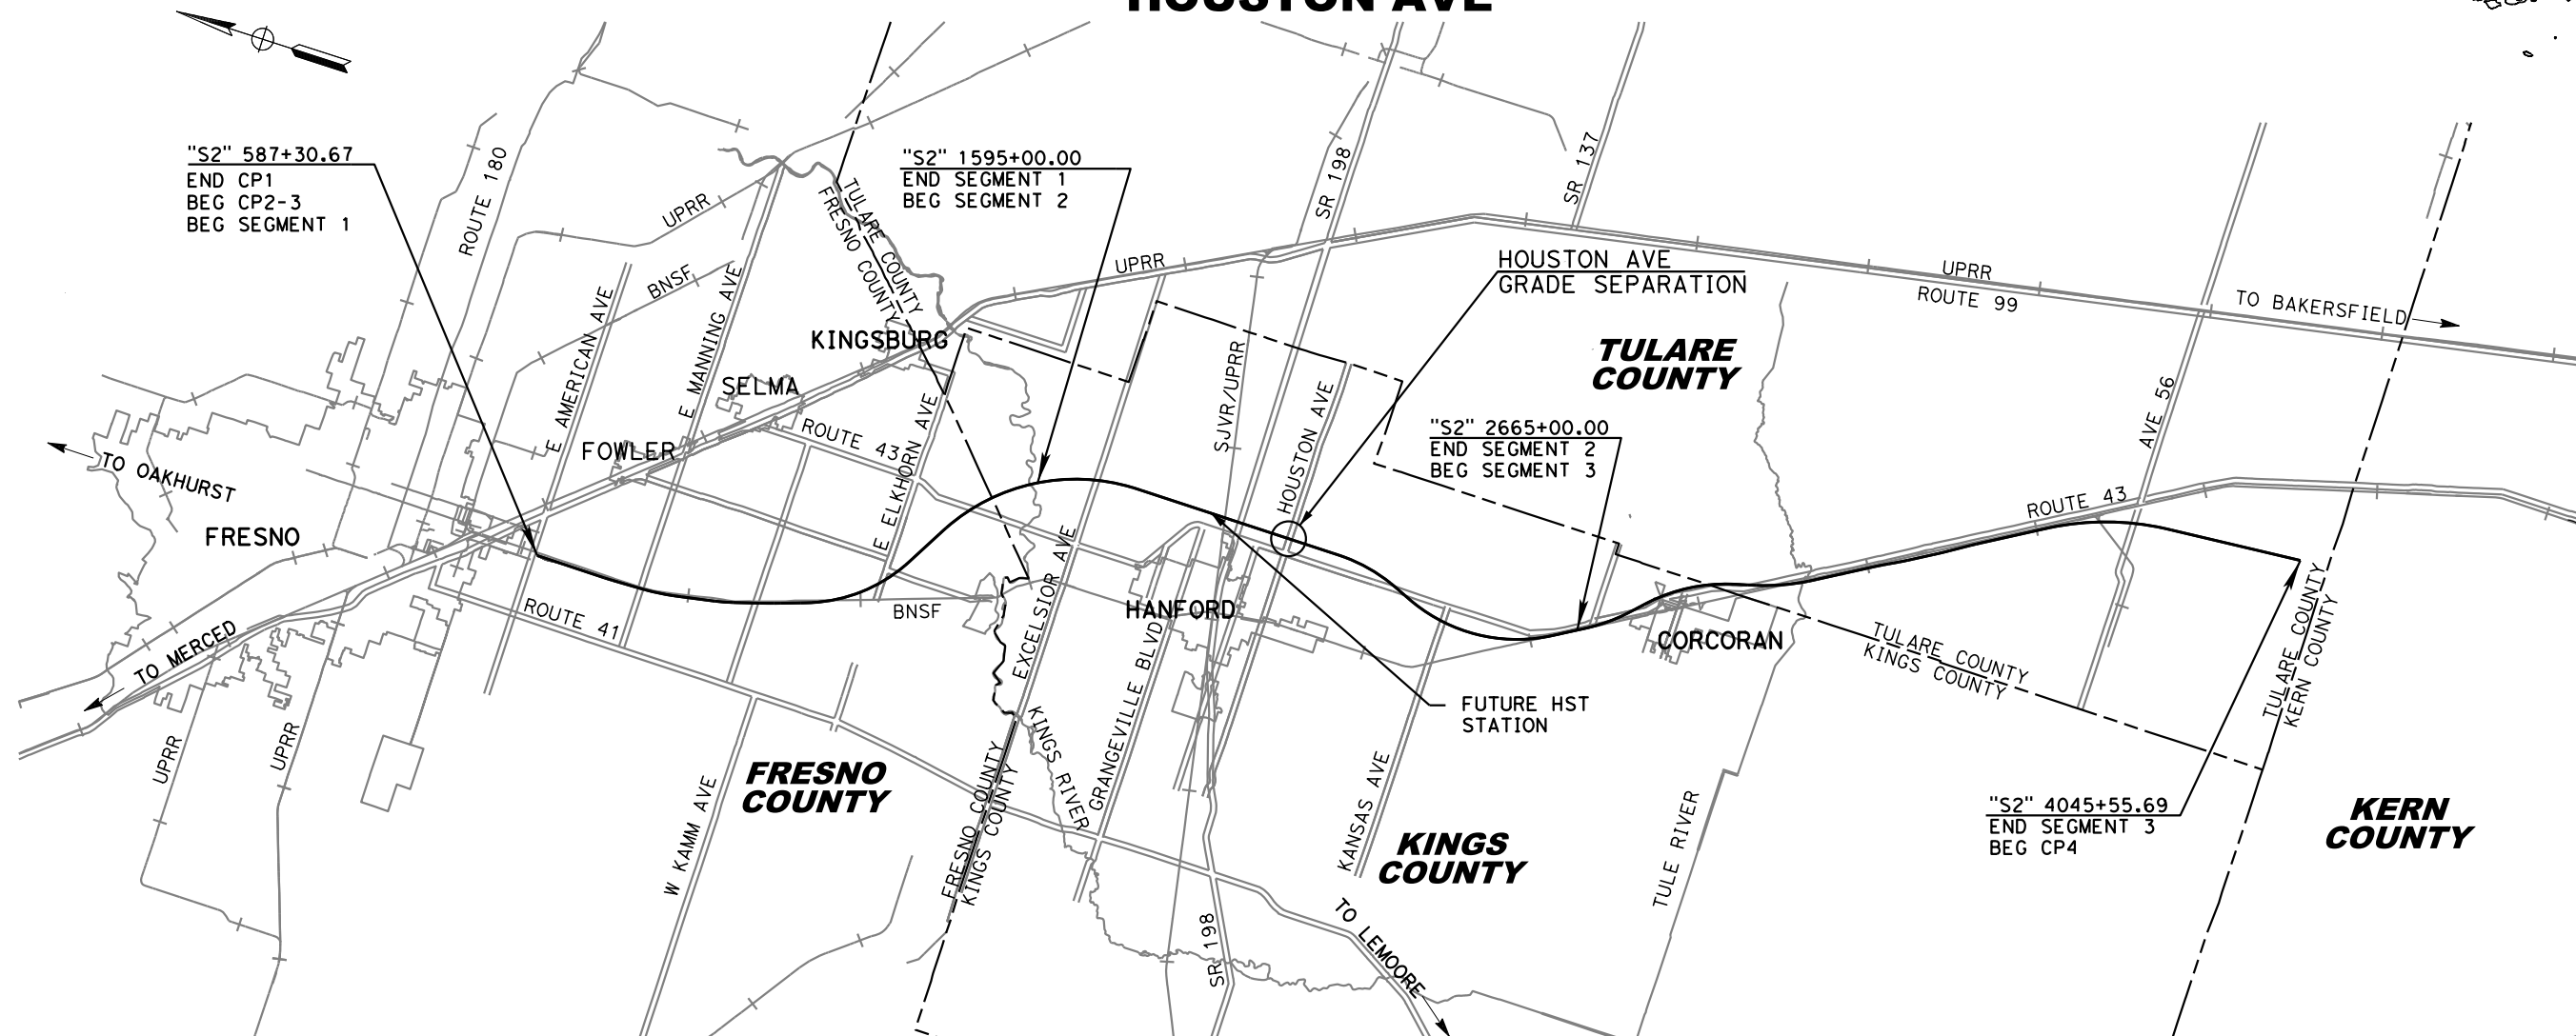 HOUSTON AVE
"S2" 587+30.67
END CP1
BEG CP2-3
BEG SEGMENT 1
ROUTE 180
UPRR
BNSF
E AMERICAN AVE
E MANNING AVE
TULARE COUNTY
FRESNO COUNTY
"S2" 1595+00.00
END SEGMENT 1
BEG SEGMENT 2
UPRR
SR 198
SR 137
HOUSTON AVE
GRADE SEPARATION
UPRR
ROUTE 99
TO BAKERSFIELD
KINGSBURG
SELMA
FOWLER
ROUTE 43
E ELKHORN AVE
SJVR/UPRR
HOUSTON AVE
TULARE
COUNTY
"S2" 2665+00.00
END SEGMENT 2
BEG SEGMENT 3
AVE 56
ROUTE 43
TO OAKHURST
FRESNO
ROUTE 41
BNSF
EXCELSIOR AVE
HANFORD
GRANGEVILLE BLVD
CORCORAN
TULARE COUNTY
KINGS COUNTY
TULARE COUNTY
KERN COUNTY
TO MERCED
UPRR
UPRR
FUTURE HST
STATION
FRESNO
COUNTY
W KAMM AVE
FRESNO COUNTY
KINGS COUNTY
KINGS RIVER
KANSAS AVE
KINGS
COUNTY
TULE RIVER
"S2" 4045+55.69
END SEGMENT 3
BEG CP4
KERN
COUNTY
SR 198
TO LEMOORE